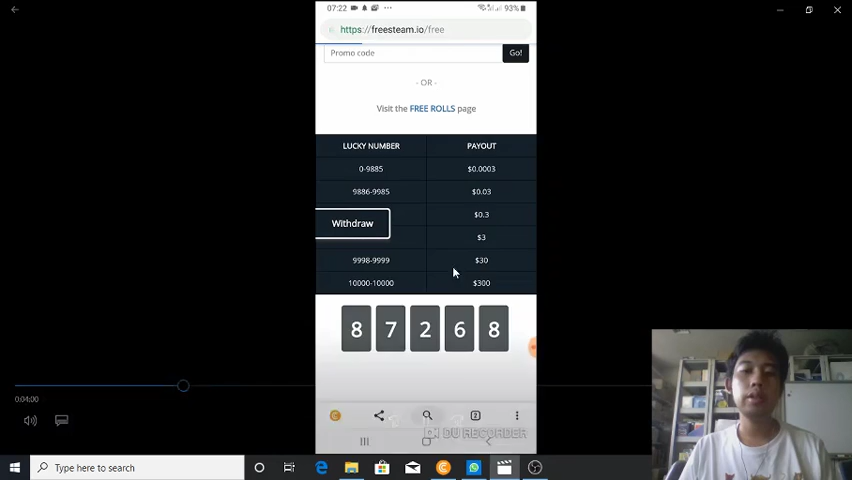 07:22
93%
https://freesteam.io/free
Promo code
Go!
- OR -
Visit the FREE ROLLS page
LUCKY NUMBER PAYOUT
0-9885 $0.0003
9886-9985 $0.03
$0.3
Withdraw
$3
9998-9999 $30
10000-10000 $300
8 7 2 6 8
0:04:00
2
DU RECORDER
Type here to search